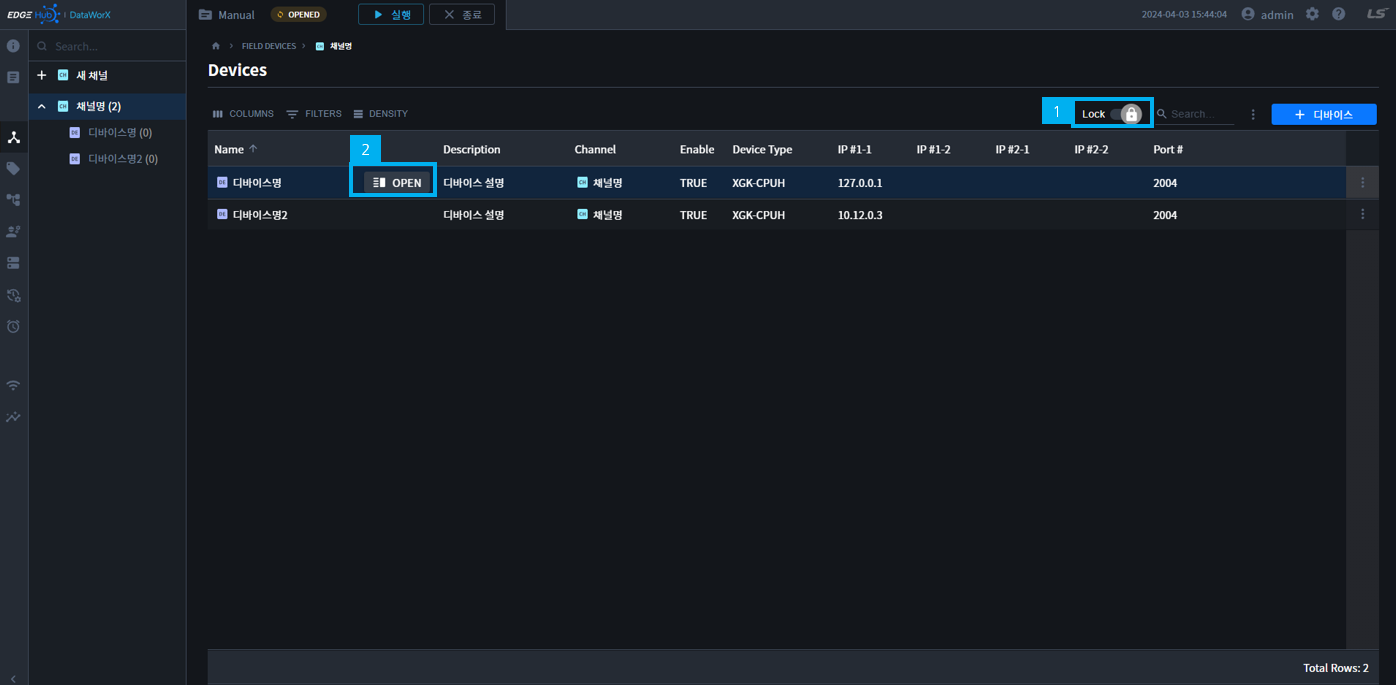 EDGE Hub | DataWorX
Manual
OPENED
실행
종료
2024-04-03 15:44:04
admin
LS
Search...
새 채널
채널명 (2)
디바이스명 (0)
디바이스명2 (0)
FIELD DEVICES
채널명
Devices
COLUMNS
FILTERS
DENSITY
1
Lock
Search...
+ 디바이스
2
Name Description Channel Enable Device Type IP #1-1 IP #1-2 IP #2-1 IP #2-2 Port #
DE 디바이스명 OPEN 디바이스 설명 CH 채널명 TRUE XGK-CPUH 127.0.0.1 2004
DE 디바이스명2 디바이스 설명 CH 채널명 TRUE XGK-CPUH 10.12.0.3 2004
Total Rows: 2